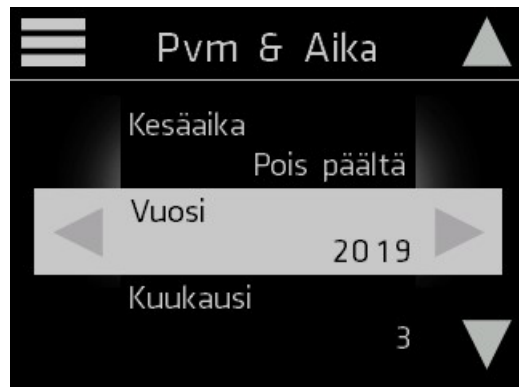 Pvm & Aika
Kesäaika
Pois päältä
Vuosi
2019
Kuukausi
3